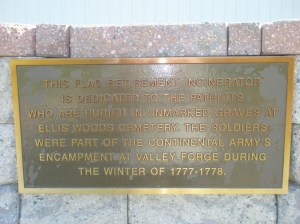 THIS FLAG RETIREMENT INCINERATOR
IS DEDICATED TO THE PATRIOTS
WHO ARE BURIED IN UNMARKED GRAVES AT
ELLIS WOODS CEMETERY. THE SOLDIERS
WERE PART OF THE CONTINENTAL ARMY'S
ENCAMPMENT AT VALLEY FORGE DURING
THE WINTER OF 1777-1778.